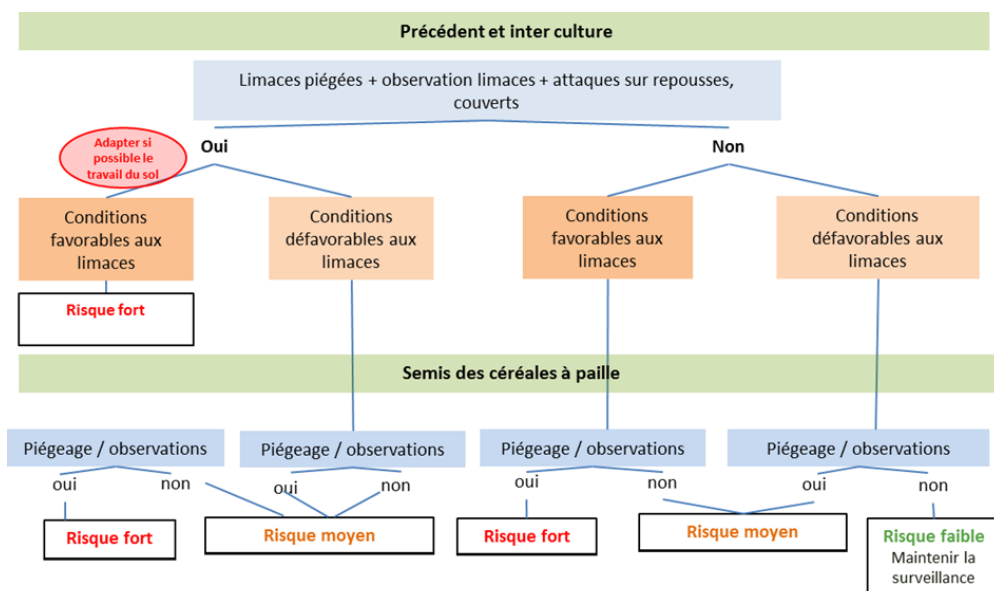 Précédent et inter culture
Limaces piégées + observation limaces + attaques sur repousses,
couverts
Adapter si
possible le
travail du sol
Oui
Non
Conditions
favorables aux
limaces
Conditions
défavorables aux
limaces
Conditions
favorables aux
limaces
Conditions
défavorables aux
limaces
Risque fort
Semis des céréales à paille
Piégeage / observations
Piégeage / observations
Piégeage / observations
Piégeage / observations
oui
non
oui
non
oui
non
oui
non
Risque fort
Risque moyen
Risque fort
Risque moyen
Risque faible
Maintenir la
surveillance